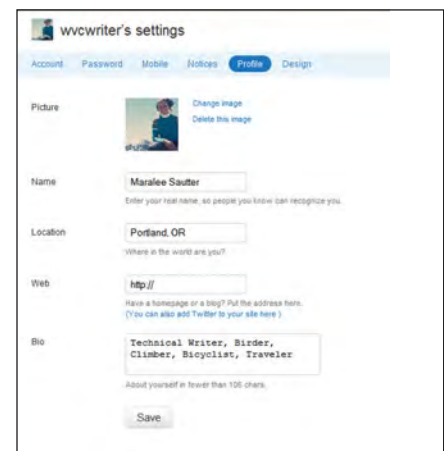 wvcwriter's settings
Account Password Mobile Notices Profile Design
Picture
Change image
Delete this image
Name
Maralee Sautter
Enter your real name, so people you know can recognize you.
Location
Portland, OR
Where in the world are you?
Web
http://
Have a homepage or a blog? Put the address here.
(You can also add Twitter to your site here )
Bio
Technical Writer, Birder,
Climber, Bicyclist, Traveler
About yourself in fewer than 106 chars.
Save